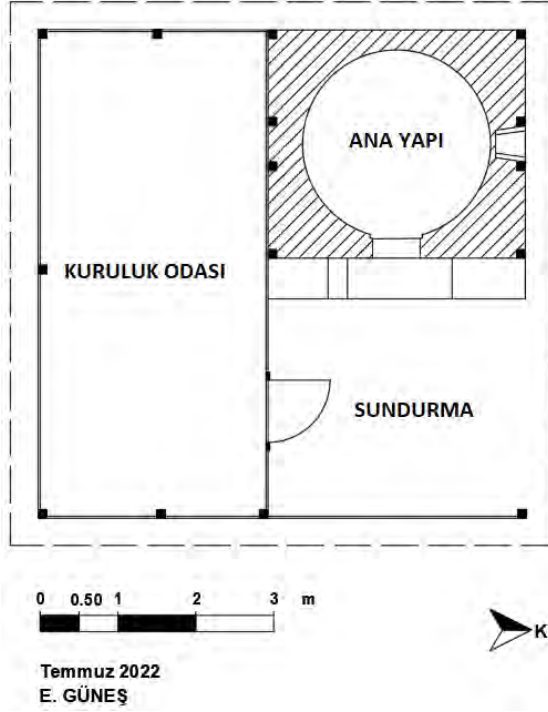 ANA YAPI
KURULUK ODASI
SUNDURMA
0 0.50 1 2 3 m
K
Temmuz 2022
E. GÜNEŞ